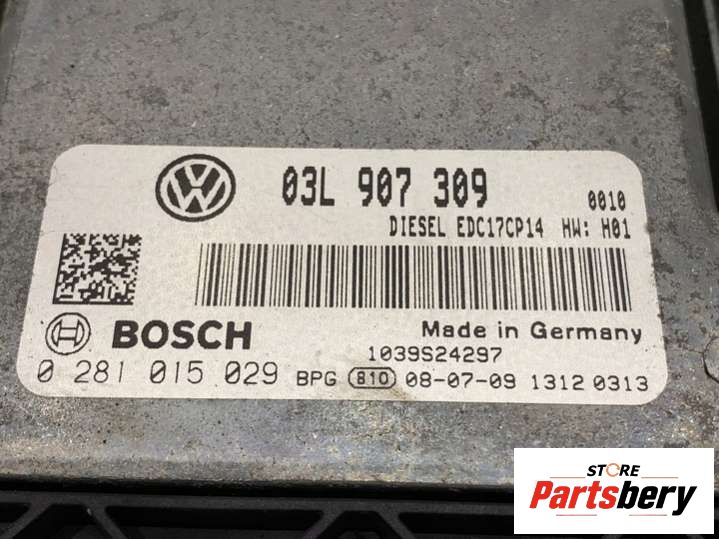 03L 907 309
0010
DIESEL EDC17CP14 HW: H01
BOSCH
Made in Germany
1039S24297
0 281 015 029 BPG 810 08-07-09 1312 0313
STORE
Partsbery